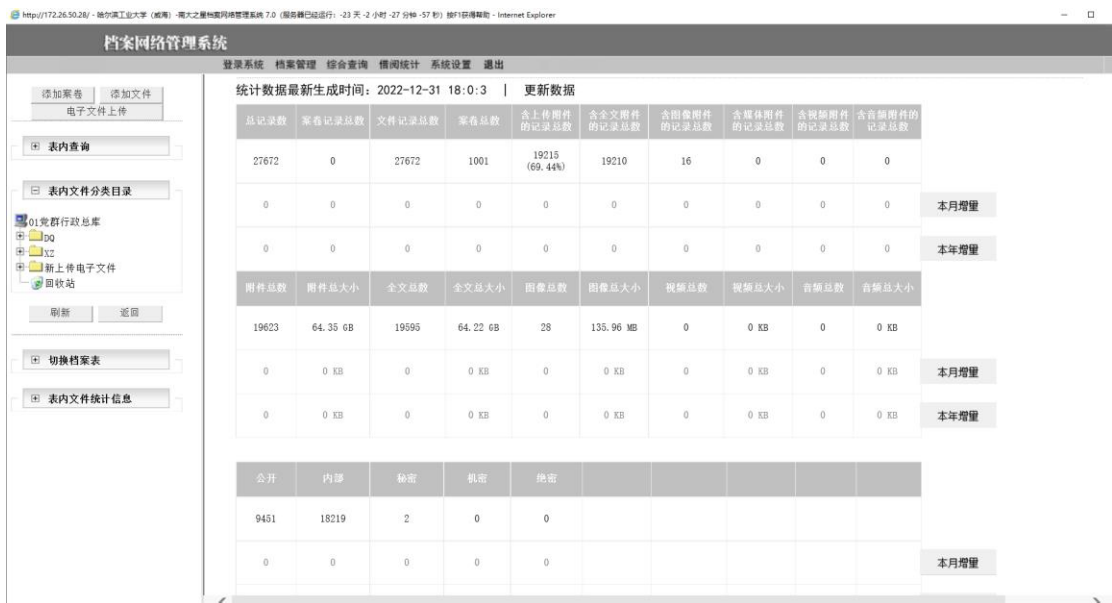 http://172.26.50.28/ - 哈尔滨工业大学（威海）-南大之星档案网络管理系统 7.0（服务器已经运行：-23 天 -2 小时 -27 分钟 -57 秒）按F1获得帮助 - Internet Explorer
档案网络管理系统
登录系统 档案管理 综合查询 借阅统计 系统设置 退出
添加案卷 添加文件
电子文件上传
表内查询
表内文件分类目录
01党群行政总库
DQ
XZ
新上传电子文件
回收站
刷新 返回
切换档案表
表内文件统计信息
统计数据最新生成时间：2022-12-31 18:0:3 | 更新数据
总记录数 案卷记录总数 文件记录总数 案卷总数 含上传附件的记录总数 含全文附件的记录总数 含图像附件的记录总数 含媒体附件的记录总数 含视频附件的记录总数 含音频附件的记录总数
27672 0 27672 1001 19215 (69.44%) 19210 16 0 0 0
0 0 0 0 0 0 0 0 0 0 本月增量
0 0 0 0 0 0 0 0 0 0 本年增量
附件总数 附件总大小 全文总数 全文总大小 图像总数 图像总大小 视频总数 视频总大小 音频总数 音频总大小
19623 64.35 GB 19595 64.22 GB 28 135.96 MB 0 0 KB 0 0 KB
0 0 KB 0 0 KB 0 0 KB 0 0 KB 0 0 KB 本月增量
0 0 KB 0 0 KB 0 0 KB 0 0 KB 0 0 KB 本年增量
公开 内部 秘密 机密 绝密
9451 18219 2 0 0
0 0 0 0 0 本月增量